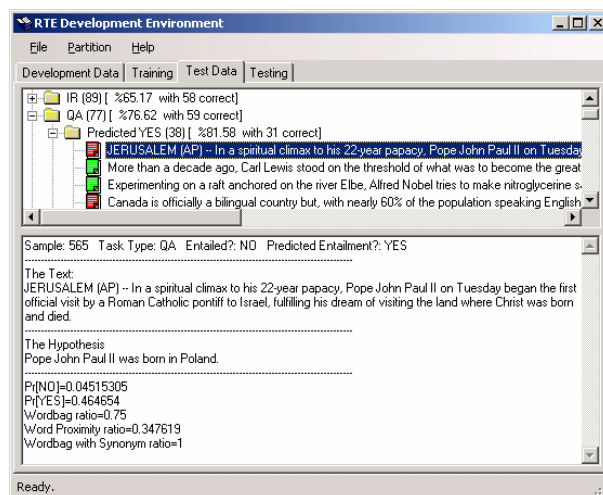 RTE Development Environment
File Partition Help
Development Data Training Test Data Testing
IR (89) [ %65.17 with 58 correct]
QA (77) [ %76.62 with 59 correct]
Predicted YES (38) [ %81.58 with 31 correct]
JERUSALEM (AP) -- In a spiritual climax to his 22-year papacy, Pope John Paul II on Tuesday
More than a decade ago, Carl Lewis stood on the threshold of what was to become the great
Experimenting on a raft anchored on the river Elbe, Alfred Nobel tries to make nitroglycerine s
Canada is officially a bilingual country but, with nearly 60% of the population speaking English
Sample: 565 Task Type: QA Entailed?: NO Predicted Entailment?: YES
The Text:
JERUSALEM (AP) -- In a spiritual climax to his 22-year papacy, Pope John Paul II on Tuesday began the first
official visit by a Roman Catholic pontiff to Israel, fulfilling his dream of visiting the land where Christ was born
and died.
The Hypothesis
Pope John Paul II was born in Poland.
Pr[NO]=0.04515305
Pr[YES]=0.464654
Wordbag ratio=0.75
Word Proximity ratio=0.347619
Wordbag with Synonym ratio=1
Ready.